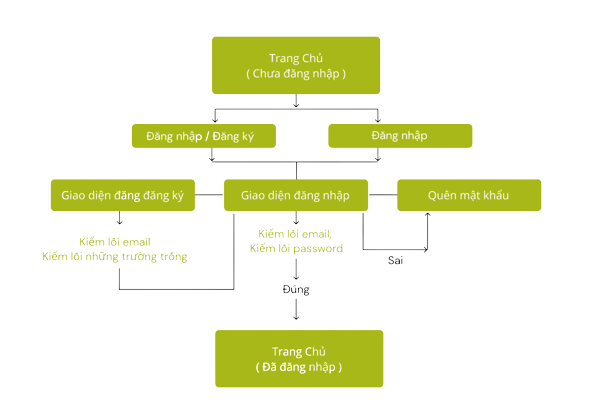 Trang Chủ
( Chưa đăng nhập )
Đăng nhập / Đăng ký
Đăng nhập
Giao diện đăng đăng ký
Giao diện đăng nhập
Quên mật khẩu
Kiểm lỗi email
Kiểm lỗi những trường trống
Kiểm lỗi email,
Kiểm lỗi password
Sai
Đúng
Trang Chủ
( Đã đăng nhập )